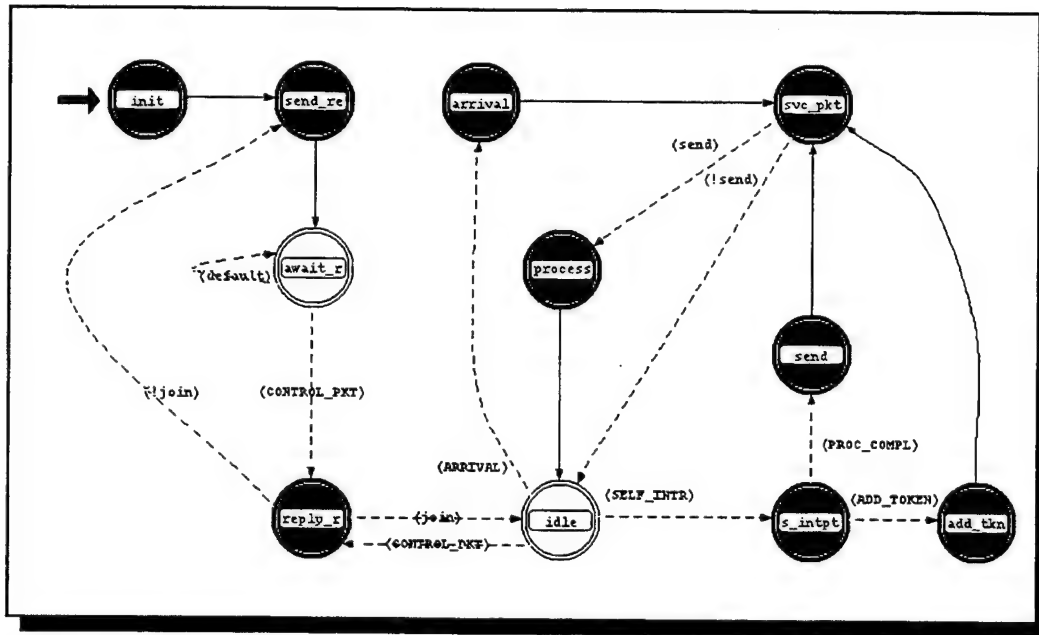 init
send_re
arrival
svc_pkt
(send)
(!send)
await_r
(default)
process
send
(!join)
(CONTROL_PKT)
(PROC_COMPL)
(ARRIVAL)
(SELF_INTR)
(ADD_TOKEN)
reply_r
(join)
idle
s_intpt
add_tkn
(CONTROL_PKT)